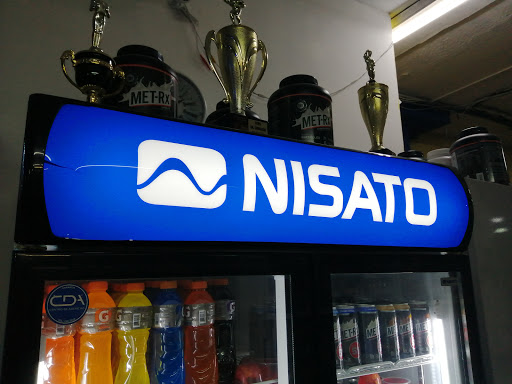 MET-RX
MET-RX
NISATO
CDA
G
G